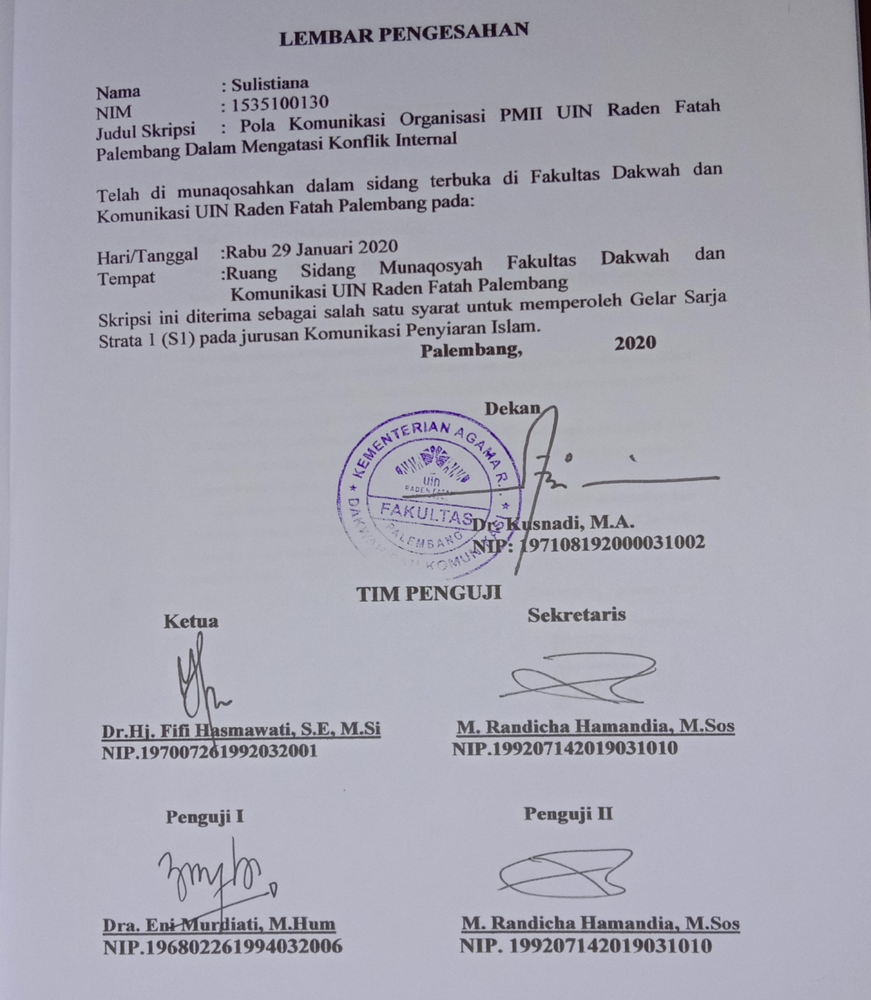 LEMBAR PENGESAHAN
Nama : Sulistiana
NIM : 1535100130
Judul Skripsi : Pola Komunikasi Organisasi PMII UIN Raden Fatah
Palembang Dalam Mengatasi Konflik Internal
Telah di munaqosahkan dalam sidang terbuka di Fakultas Dakwah dan
Komunikasi UIN Raden Fatah Palembang pada:
Hari/Tanggal :Rabu 29 Januari 2020
Tempat :Ruang Sidang Munaqosyah Fakultas Dakwah dan
Komunikasi UIN Raden Fatah Palembang
Skripsi ini diterima sebagai salah satu syarat untuk memperoleh Gelar Sarja
Strata 1 (S1) pada jurusan Komunikasi Penyiaran Islam.
Palembang, 2020
Dekan
KEMENTERIAN AGAMA R.
uin
RADEN
FAKULTAS
PALEMBANG
DAKWAH KOMUNIKASI
Dr. Kusnadi, M.A.
NIP: 197108192000031002
TIM PENGUJI
Ketua Sekretaris
Dr.Hj. Fifi Hasmawati, S.E, M.Si M. Randicha Hamandia, M.Sos
NIP.197007261992032001 NIP.199207142019031010
Penguji I Penguji II
Dra. Eni Murdiati, M.Hum M. Randicha Hamandia, M.Sos
NIP.196802261994032006 NIP. 199207142019031010